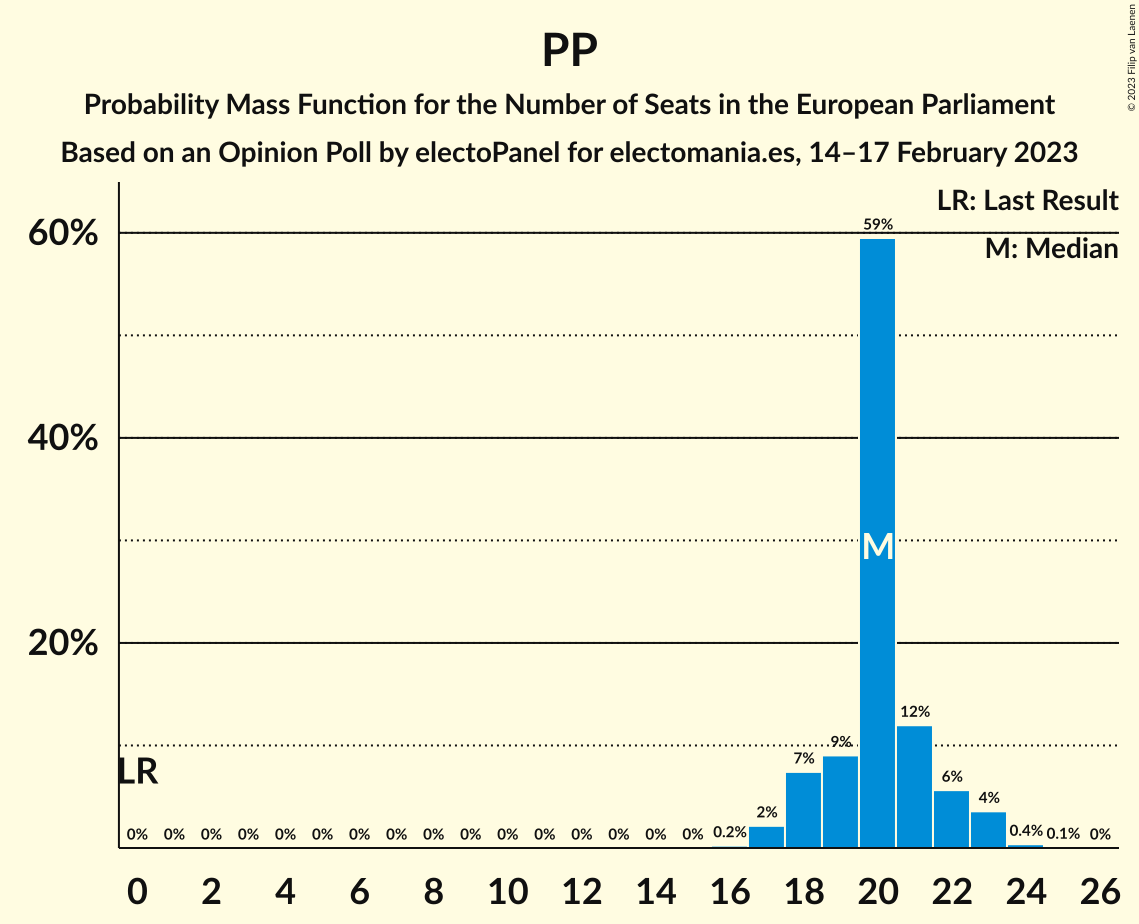 PP
Probability Mass Function for the Number of Seats in the European Parliament
Based on an Opinion Poll by electoPanel for electomania.es, 14–17 February 2023
© 2023 Filip van Laenen
LR: Last Result
M: Median
60%
40%
20%
59%
M
LR
0% 0% 0% 0% 0% 0% 0% 0% 0% 0% 0% 0% 0% 0% 0% 0% 0.2% 2% 7% 9% 12% 6% 4% 0.4% 0.1% 0%
0 2 4 6 8 10 12 14 16 18 20 22 24 26